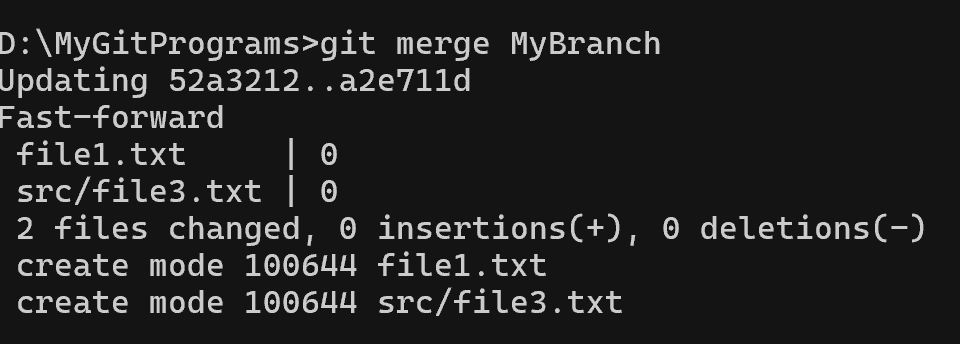 D:\MyGitPrograms>git merge MyBranch
Updating 52a3212..a2e711d
Fast-forward
 file1.txt     | 0
 src/file3.txt | 0
 2 files changed, 0 insertions(+), 0 deletions(-)
 create mode 100644 file1.txt
 create mode 100644 src/file3.txt